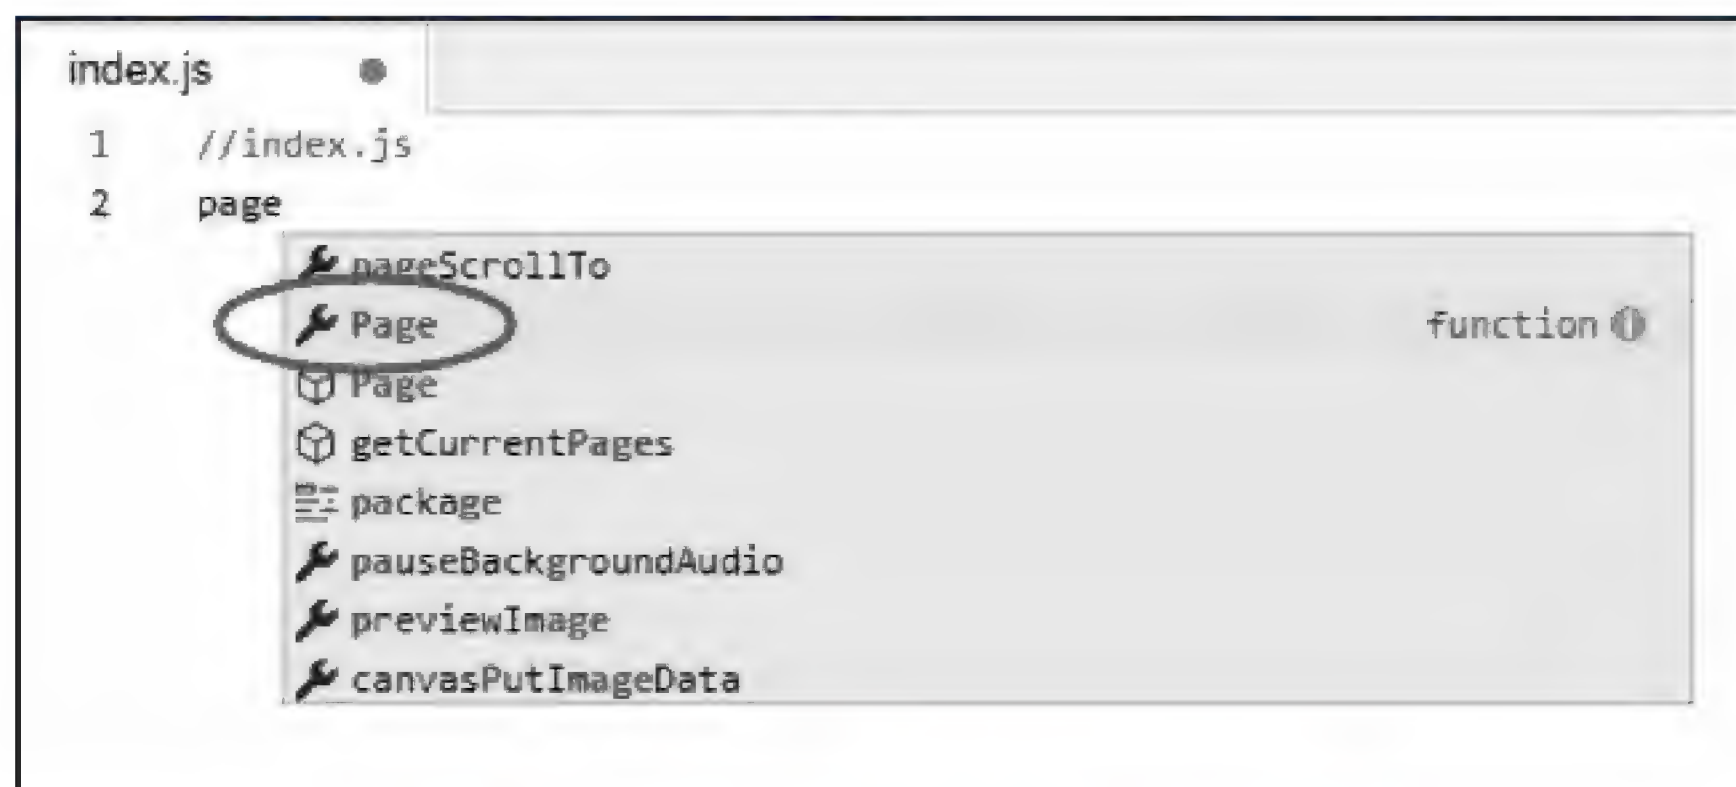 index.js
1 //index.js
2 page
pageScrollTo
Page function
Page
getCurrentPages
package
pauseBackgroundAudio
previewImage
canvasPutImageData